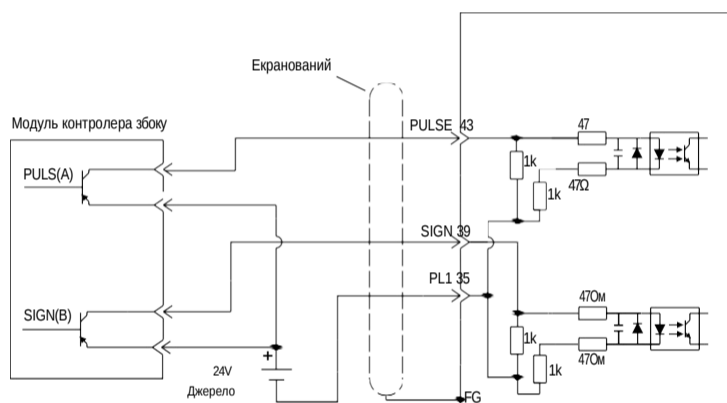 Екранований
Модуль контролера збоку
PULSE 43
47
PULS(A)
1k
47Ω
1k
SIGN 39
PL1 35
SIGN(B)
47Ом
1k
47Ом
1k
+
24V
Джерело
FG